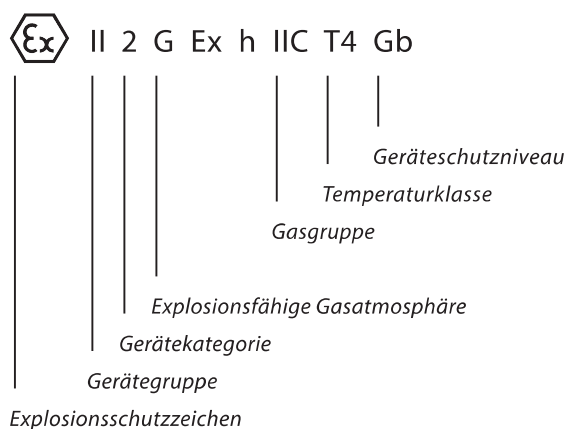 Ex II 2 G Ex h IIC T4 Gb
Geräteschutzniveau
Temperaturklasse
Gasgruppe
Explosionsfähige Gasatmosphäre
Gerätekategorie
Gerätegruppe
Explosionsschutzzeichen